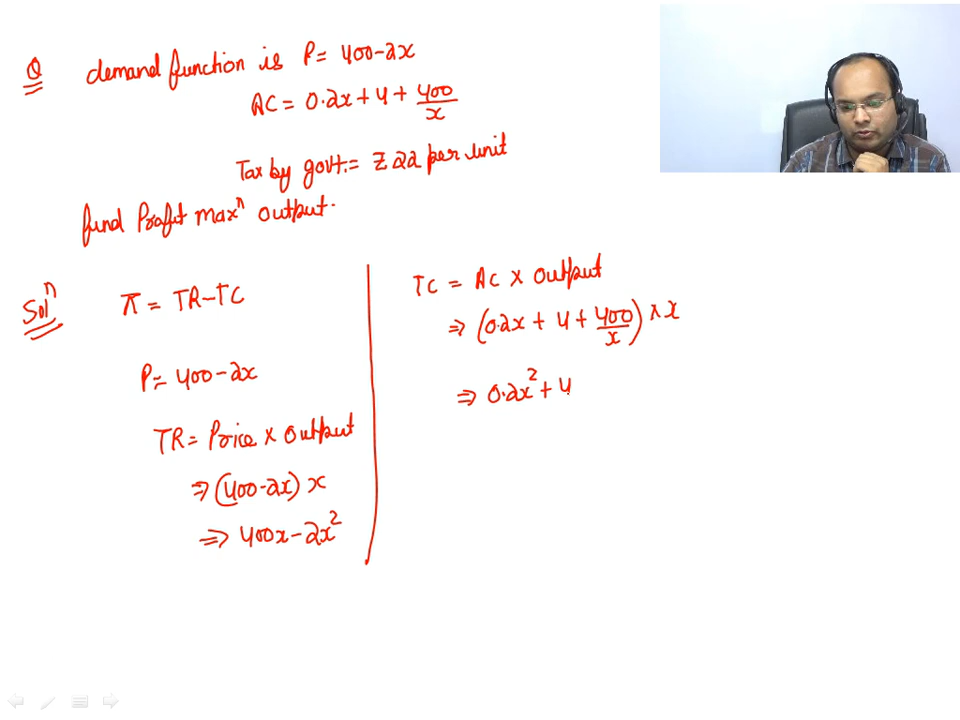 Q demand function is P = 400-2x
AC = 0.2x + 4 + 400/x
Tax by govt. = ₹ 22 per unit
find Profit maxⁿ output.
Solⁿ π = TR-TC
P = 400-2x
TR = Price × output
⇒ (400-2x) x
⇒ 400x-2x²
TC = AC × output
⇒ (0.2x + 4 + 400/x) × x
⇒ 0.2x² + 4